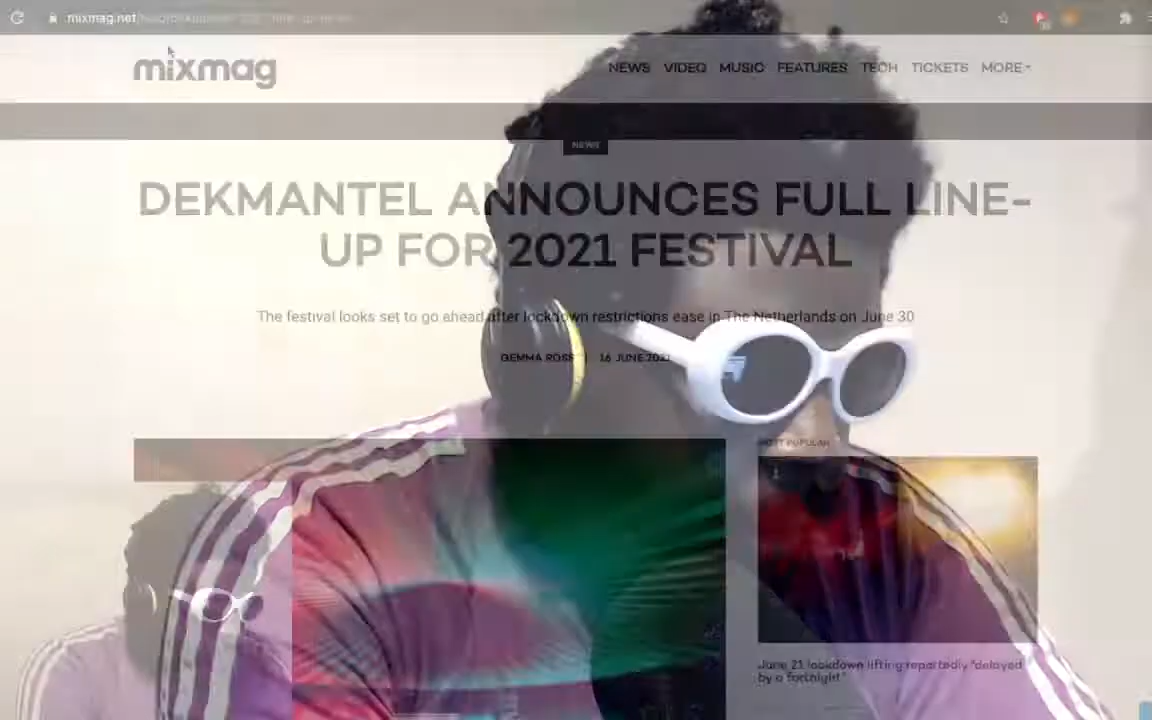 mixmag.net
mixmag
NEWS VIDEO MUSIC FEATURES TECH TICKETS MORE
NEWS
DEKMANTEL ANNOUNCES FULL LINE-
UP FOR 2021 FESTIVAL
The festival looks set to go ahead after lockdown restrictions ease in The Netherlands on June 30
GEMMA ROSS | 16 JUNE 2021
MOST POPULAR
June 21 lockdown lifting reportedly "delayed
by a fortnight"